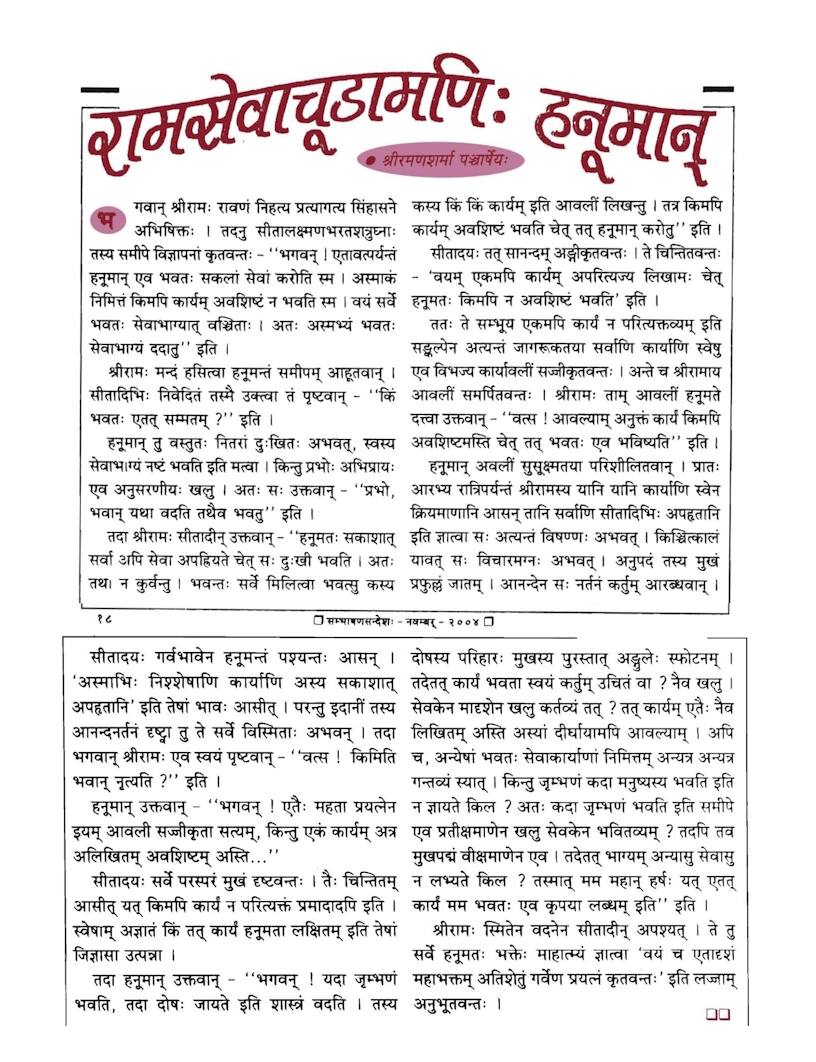 रामसेवाचूडामणिः हनूमान्
● श्रीरमणशर्मा पञ्चार्षेयः
भगवान् श्रीरामः रावणं निहत्य प्रत्यागत्य सिंहासने
अभिषिक्तः । तदनु सीतालक्ष्मणभरतशत्रुघ्नाः
तस्य समीपे विज्ञापनां कृतवन्तः – ‘‘भगवन् ! एतावत्पर्यन्तं
हनूमान् एव भवतः सकलां सेवां करोति स्म । अस्माकं
निमित्तं किमपि कार्यम् अवशिष्टं न भवति स्म । वयं सर्वे
भवतः सेवाभाग्यात् वञ्चिताः । अतः अस्मभ्यं भवतः
सेवाभाग्यं ददातु’’ इति ।
श्रीरामः मन्दं हसित्वा हनूमन्तं समीपम् आहूतवान् ।
सीतादिभिः निवेदितं तस्मै उक्त्वा तं पृष्टवान् – ‘‘किं
भवतः एतत् सम्मतम् ?’’ इति ।
हनूमान् तु वस्तुतः नितरां दुःखितः अभवत्, स्वस्य
सेवाभाग्यं नष्टं भवति इति मत्वा । किन्तु प्रभोः अभिप्रायः
एव अनुसरणीयः खलु । अतः सः उक्तवान् – ‘‘प्रभो,
भवान् यथा वदति तथैव भवतु’’ इति ।
तदा श्रीरामः सीतादीन् उक्तवान् – ‘‘हनूमतः सकाशात्
सर्वा अपि सेवा अपह्रियते चेत् सः दुःखी भवति । अतः
तथा न कुर्वन्तु । भवन्तः सर्वे मिलित्वा भवत्सु कस्य
कस्य किं किं कार्यम् इति आवलीं लिखन्तु । तत्र किमपि
कार्यम् अवशिष्टं भवति चेत् तत् हनूमान् करोतु’’ इति ।
सीतादयः तत् सानन्दम् अङ्गीकृतवन्तः । ते चिन्तितवन्तः
– ‘वयम् एकमपि कार्यम् अपरित्यज्य लिखामः चेत्
हनूमतः किमपि न अवशिष्टं भवति’ इति ।
ततः ते सम्भूय एकमपि कार्यं न परित्यक्तव्यम् इति
सङ्कल्पेन अत्यन्तं जागरूकतया सर्वाणि कार्याणि स्वेषु
एव विभज्य कार्यावलीं सज्जीकृतवन्तः । अन्ते च श्रीरामाय
आवलीं समर्पितवन्तः । श्रीरामः ताम् आवलीं हनूमते
दत्त्वा उक्तवान् – ‘‘वत्स ! आवल्याम् अनुक्तं कार्यं किमपि
अवशिष्टमस्ति चेत् तत् भवतः एव भविष्यति’’ इति ।
हनूमान् अवलीं सुसूक्ष्मतया परिशीलितवान् । प्रातः
आरभ्य रात्रिपर्यन्तं श्रीरामस्य यानि यानि कार्याणि स्वेन
क्रियमाणानि आसन् तानि सर्वाणि सीतादिभिः अपहृतानि
इति ज्ञात्वा सः अत्यन्तं विषण्णः अभवत् । किञ्चित्कालं
यावत् सः विचारमग्नः अभवत् । अनुपदं तस्य मुखं
प्रफुल्लं जातम् । आनन्देन सः नर्तनं कर्तुम् आरब्धवान् ।
१८
❐ सम्भाषणसन्देशः – नवम्बर् – २००४ ❐
सीतादयः गर्वभावेन हनूमन्तं पश्यन्तः आसन् ।
‘अस्माभिः निश्शेषाणि कार्याणि अस्य सकाशात्
अपहृतानि’ इति तेषां भावः आसीत् । परन्तु इदानीं तस्य
आनन्दनर्तनं दृष्ट्वा तु ते सर्वे विस्मिताः अभवन् । तदा
भगवान् श्रीरामः एव स्वयं पृष्टवान् – ‘‘वत्स ! किमिति
भवान् नृत्यति ?’’ इति ।
हनूमान् उक्तवान् – ‘‘भगवन् ! एतैः महता प्रयत्नेन
इयम् आवली सज्जीकृता सत्यम्, किन्तु एकं कार्यम् अत्र
अलिखितम् अवशिष्टम् अस्ति...’’
सीतादयः सर्वे परस्परं मुखं दृष्टवन्तः । तैः चिन्तितम्
आसीत् यत् किमपि कार्यं न परित्यक्तं प्रमादादपि इति ।
स्वेषाम् अज्ञातं किं तत् कार्यं हनूमता लक्षितम् इति तेषां
जिज्ञासा उत्पन्ना ।
तदा हनूमान् उक्तवान् – ‘‘भगवन् ! यदा जृम्भणं
भवति, तदा दोषः जायते इति शास्त्रं वदति । तस्य
दोषस्य परिहारः मुखस्य पुरस्तात् अङ्गुलेः स्फोटनम् ।
तदेतत् कार्यं भवता स्वयं कर्तुम् उचितं वा ? नैव खलु ।
सेवकेन मादृशेन खलु कर्तव्यं तत् ? तत् कार्यम् एतैः नैव
लिखितम् अस्ति अस्यां दीर्घायामपि आवल्याम् । अपि
च, अन्येषां भवतः सेवाकार्याणां निमित्तम् अन्यत्र अन्यत्र
गन्तव्यं स्यात् । किन्तु जृम्भणं कदा मनुष्यस्य भवति इति
न ज्ञायते किल ? अतः कदा जृम्भणं भवति इति समीपे
एव प्रतीक्षमाणेन खलु सेवकेन भवितव्यम् ? तदपि तव
मुखपद्मं वीक्षमाणेन एव । तदेतत् भाग्यम् अन्यासु सेवासु
न लभ्यते किल ? तस्मात् मम महान् हर्षः यत् एतत्
कार्यं मम भवतः एव कृपया लब्धम् इति’’ इति ।
श्रीरामः स्मितेन वदनेन सीतादीन् अपश्यत् । ते तु
सर्वे हनूमतः भक्तेः माहात्म्यं ज्ञात्वा ‘वयं च एतादृशं
महाभक्तम् अतिशेतुं गर्वेण प्रयत्नं कृतवन्तः’ इति लज्जाम्
अनुभूतवन्तः ।
❐❐